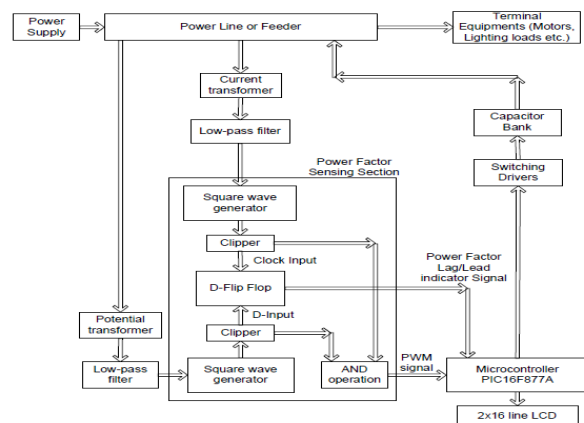 Power
Supply
Power Line or Feeder
Terminal
Equipments (Motors,
Lighting loads etc.)
Current
transformer
Low-pass filter
Capacitor
Bank
Switching
Drivers
Power Factor
Sensing Section
Square wave
generator
Clipper
Clock Input
D-Flip Flop
D-Input
Clipper
Square wave
generator
AND
operation
Power Factor
Lag/Lead
indicator Signal
Potential
transformer
Low-pass
filter
PWM
signal
Microcontroller
PIC16F877A
2x16 line LCD